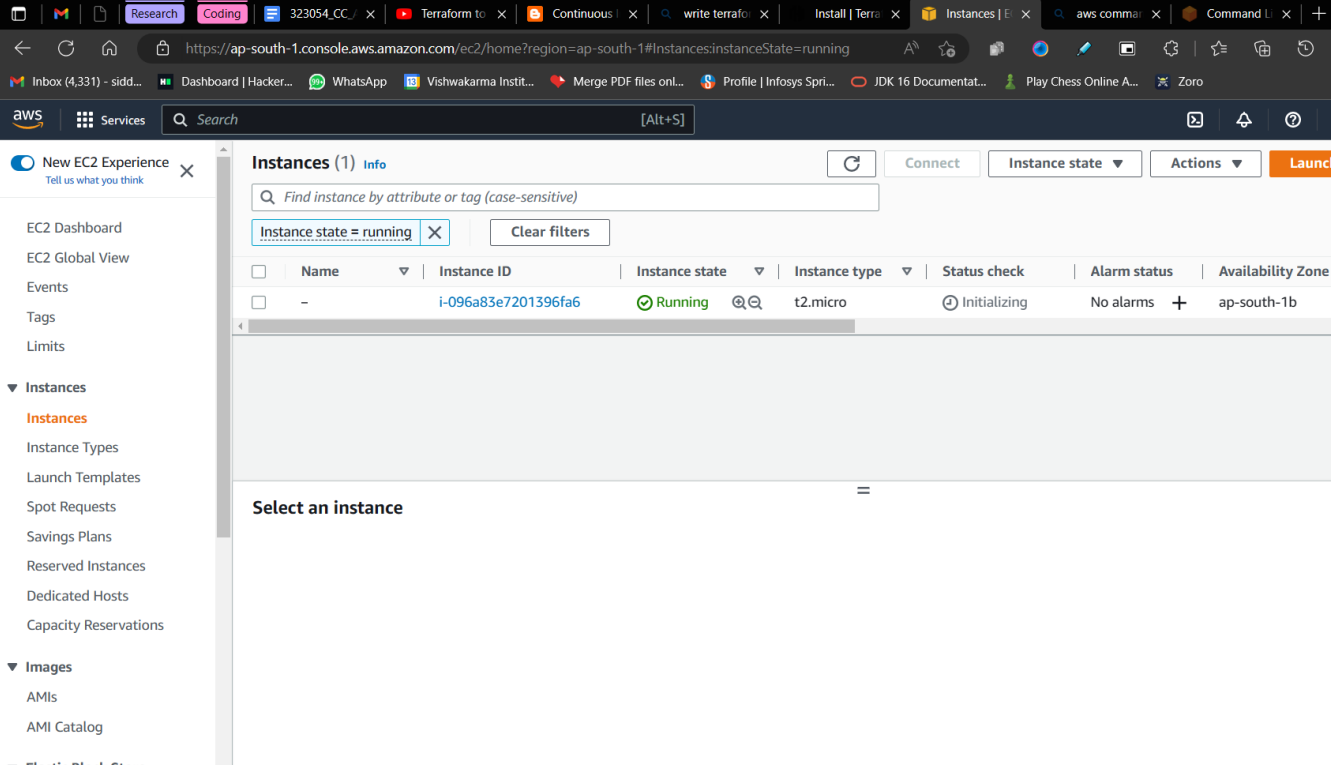 Research
Coding
323054_CC_
Terraform to
Continuous
write terrafor
Install | Terra
Instances | E
aws commar
Command Li
https://ap-south-1.console.aws.amazon.com/ec2/home?region=ap-south-1#Instances:instanceState=running
Inbox (4,331) - sidd...
Dashboard | Hacker...
99+
WhatsApp
13
Vishwakarma Instit...
Merge PDF files onl...
Profile | Infosys Spri...
JDK 16 Documentat...
Play Chess Online A...
Zoro
aws
Services
Search
[Alt+S]
New EC2 Experience
Tell us what you think
EC2 Dashboard
EC2 Global View
Events
Tags
Limits
Instances
Instances
Instance Types
Launch Templates
Spot Requests
Savings Plans
Reserved Instances
Dedicated Hosts
Capacity Reservations
Images
AMIs
AMI Catalog
Instances (1) Info
Connect
Instance state
Actions
Launc
Find instance by attribute or tag (case-sensitive)
Instance state = running
Clear filters
Name Instance ID Instance state Instance type Status check Alarm status Availability Zone
– i-096a83e7201396fa6 Running t2.micro Initializing No alarms + ap-south-1b
Select an instance